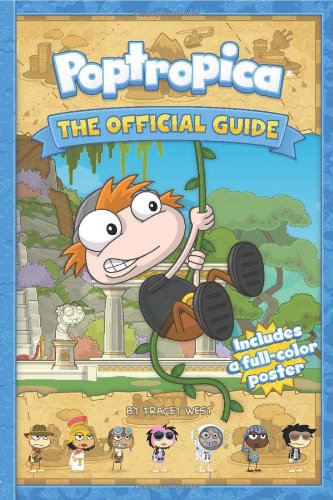 Poptropica
THE OFFICIAL GUIDE
Includes
a full-color
poster
BY TRACEY WEST